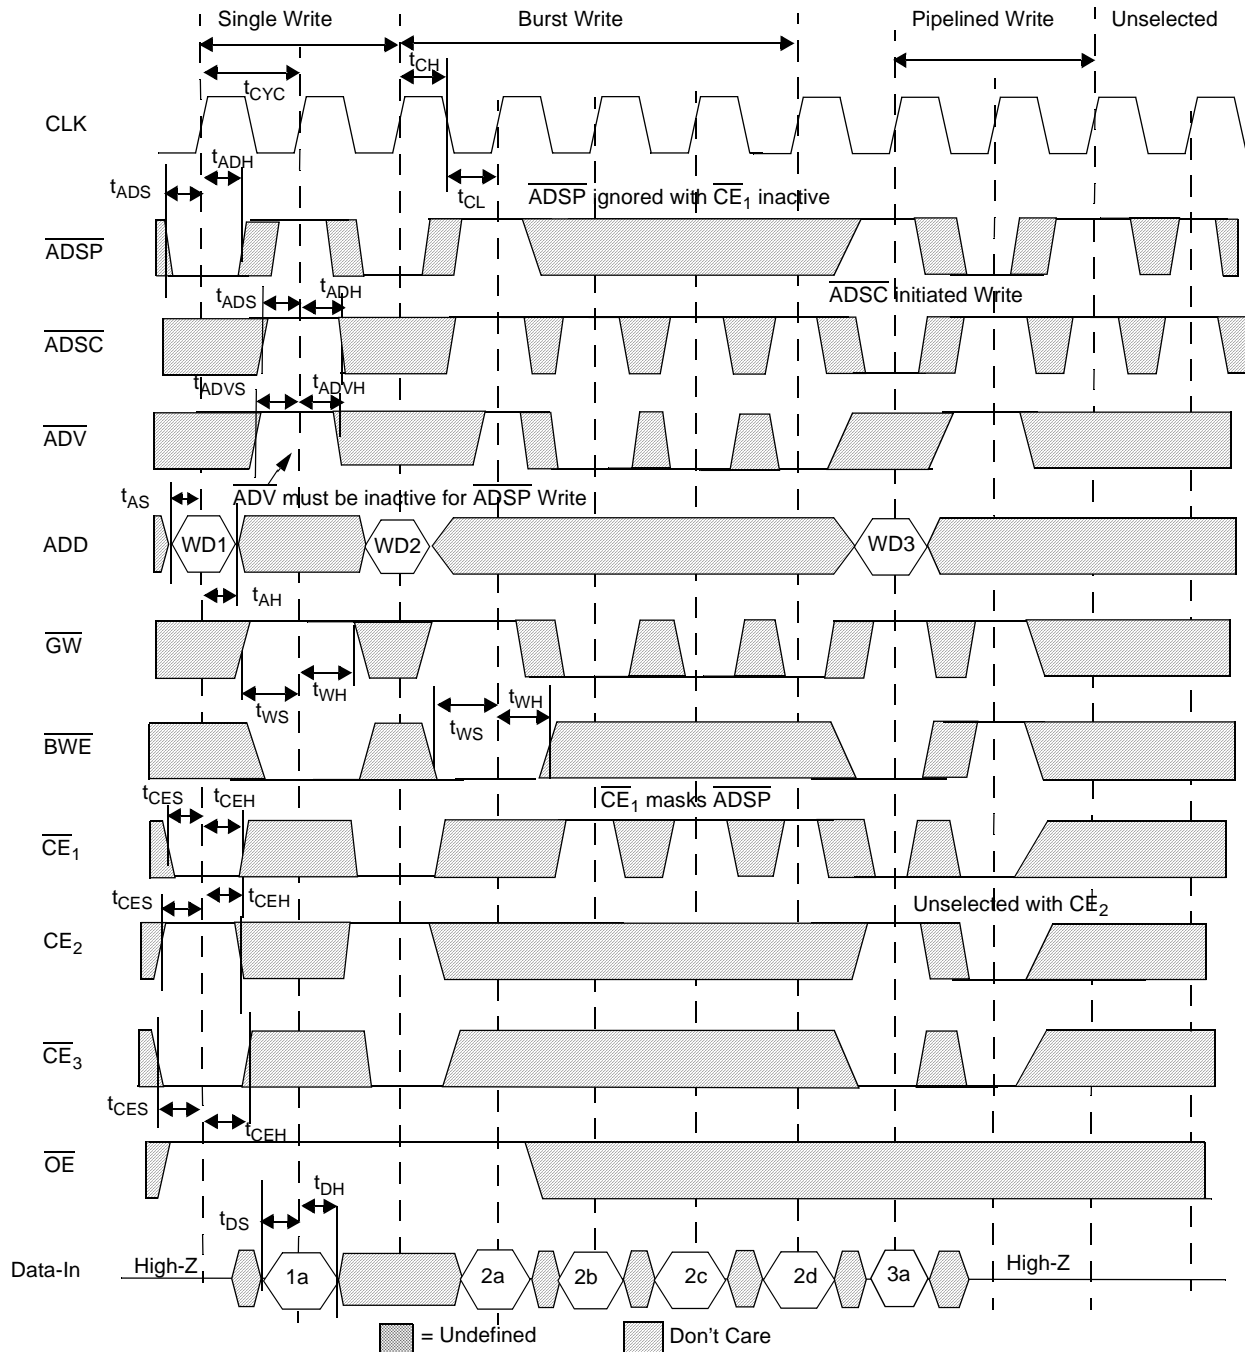 Single Write Burst Write Pipelined Write Unselected
tCH
tCYC
CLK
tADH
tADS
tCL
ADSP ignored with CE1 inactive
ADSP
tADS tADH
ADSC initiated Write
ADSC
tADVS tADVH
ADV
ADV must be inactive for ADSP Write
tAS
ADD WD1 WD2 WD3
tAH
GW
tWS tWH
tWS tWH
BWE
tCES tCEH
CE1 masks ADSP
CE1
tCES tCEH
Unselected with CE2
CE2
CE3
tCES tCEH
OE
tDH
tDS
Data-In High-Z 1a 2a 2b 2c 2d 3a High-Z
= Undefined Don't Care